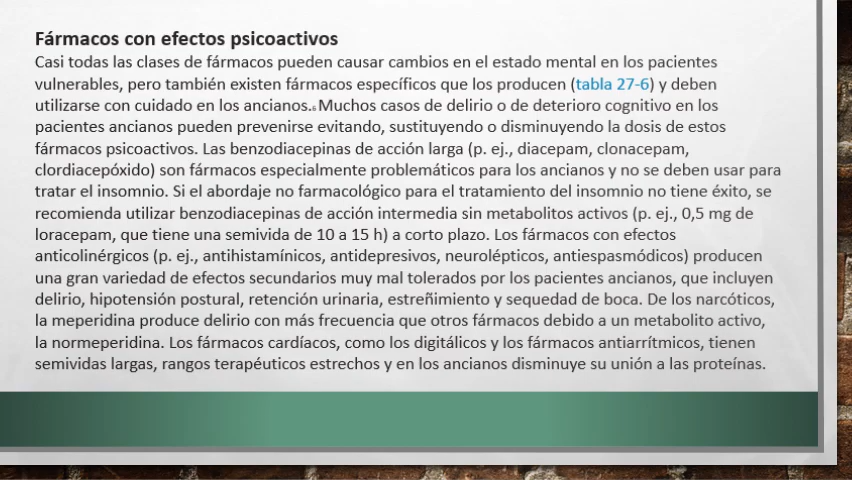 Fármacos con efectos psicoactivos
Casi todas las clases de fármacos pueden causar cambios en el estado mental en los pacientes
vulnerables, pero también existen fármacos específicos que los producen (tabla 27-6) y deben
utilizarse con cuidado en los ancianos.6 Muchos casos de delirio o de deterioro cognitivo en los
pacientes ancianos pueden prevenirse evitando, sustituyendo o disminuyendo la dosis de estos
fármacos psicoactivos. Las benzodiacepinas de acción larga (p. ej., diacepam, clonacepam,
clordiacepóxido) son fármacos especialmente problemáticos para los ancianos y no se deben usar para
tratar el insomnio. Si el abordaje no farmacológico para el tratamiento del insomnio no tiene éxito, se
recomienda utilizar benzodiacepinas de acción intermedia sin metabolitos activos (p. ej., 0,5 mg de
loracepam, que tiene una semivida de 10 a 15 h) a corto plazo. Los fármacos con efectos
anticolinérgicos (p. ej., antihistamínicos, antidepresivos, neurolépticos, antiespasmódicos) producen
una gran variedad de efectos secundarios muy mal tolerados por los pacientes ancianos, que incluyen
delirio, hipotensión postural, retención urinaria, estreñimiento y sequedad de boca. De los narcóticos,
la meperidina produce delirio con más frecuencia que otros fármacos debido a un metabolito activo,
la normeperidina. Los fármacos cardíacos, como los digitálicos y los fármacos antiarrítmicos, tienen
semividas largas, rangos terapéuticos estrechos y en los ancianos disminuye su unión a las proteínas.